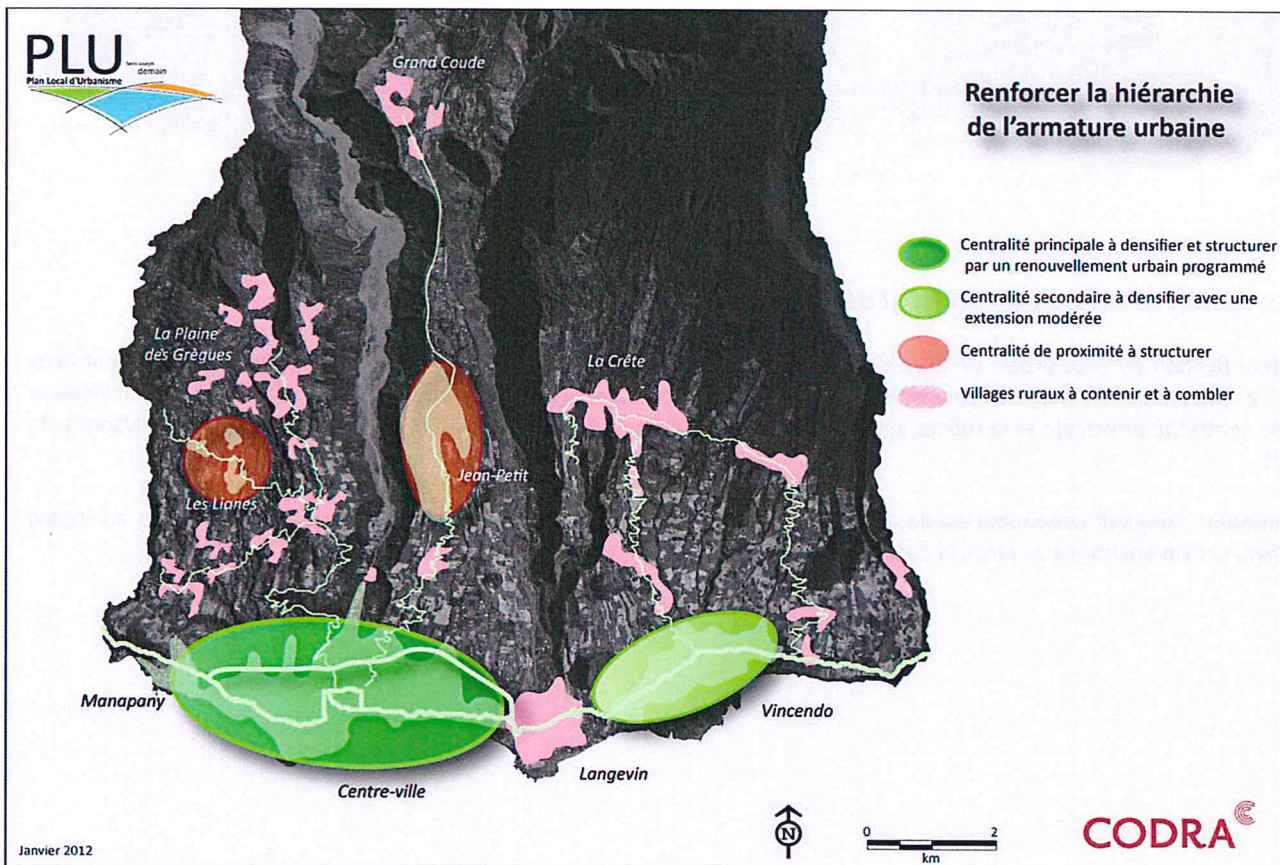 PLU
Saint-Joseph
demain
Plan Local d'Urbanisme
Renforcer la hiérarchie
de l'armature urbaine
Grand Coude
Centralité principale à densifier et structurer
par un renouvellement urbain programmé
Centralité secondaire à densifier avec une
extension modérée
Centralité de proximité à structurer
Villages ruraux à contenir et à combler
La Plaine
des Grègues
La Crête
Jean-Petit
Les Lianes
Manapany
Vincendo
Langevin
Centre-ville
Janvier 2012
N
0 2
km
CODRA